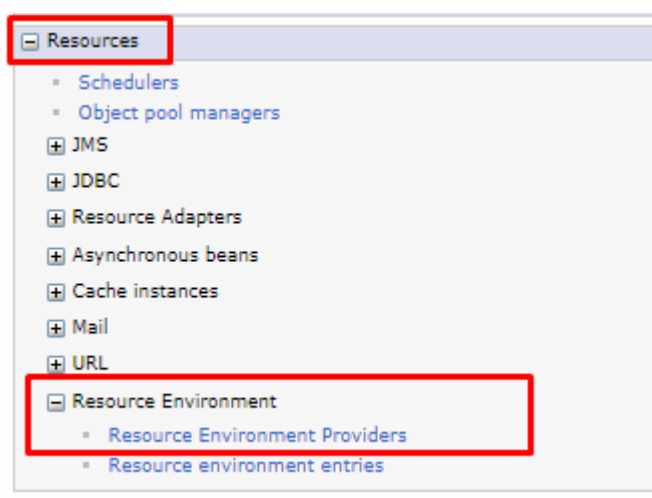 Resources
Schedulers
Object pool managers
JMS
JDBC
Resource Adapters
Asynchronous beans
Cache instances
Mail
URL
Resource Environment
Resource Environment Providers
Resource environment entries